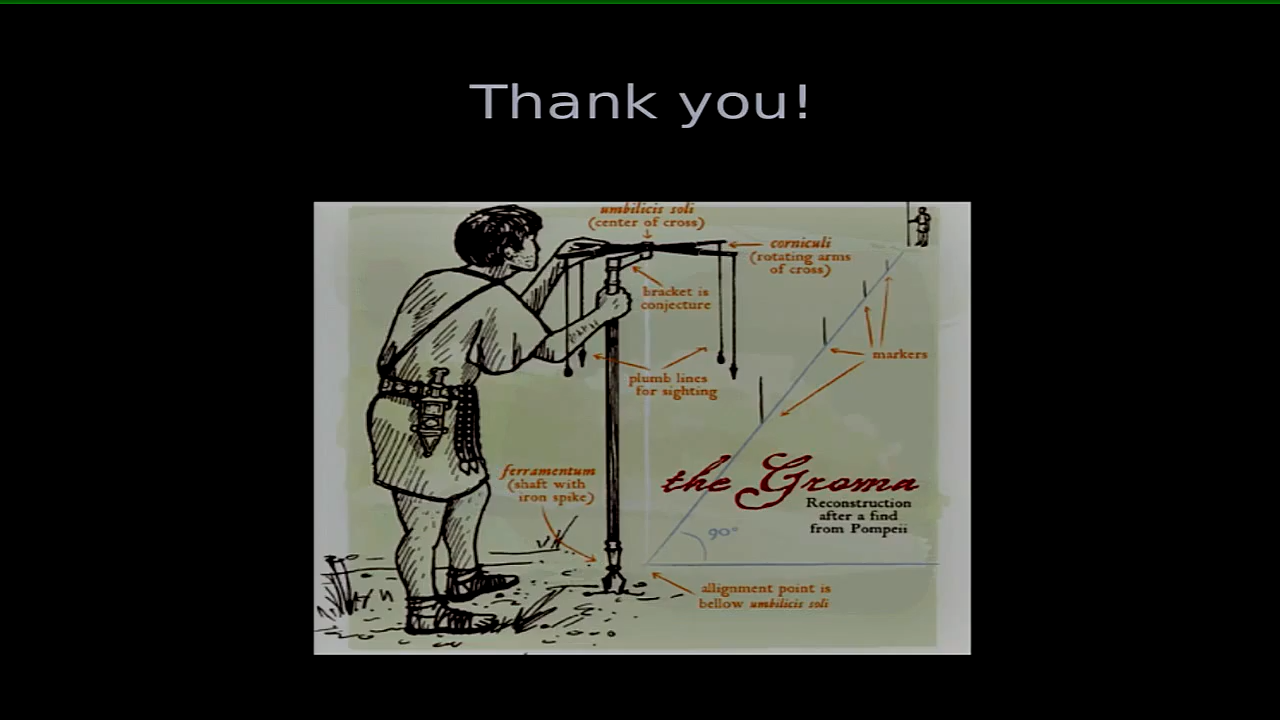 Thank you!
umbilicis soli
(center of cross)
corniculi
(rotating arms
of cross)
bracket is
conjecture
markers
plumb lines
for sighting
ferramentum
(shaft with
iron spike)
the Groma
Reconstruction
after a find
from Pompeii
90°
allignment point is
bellow umbilicis soli